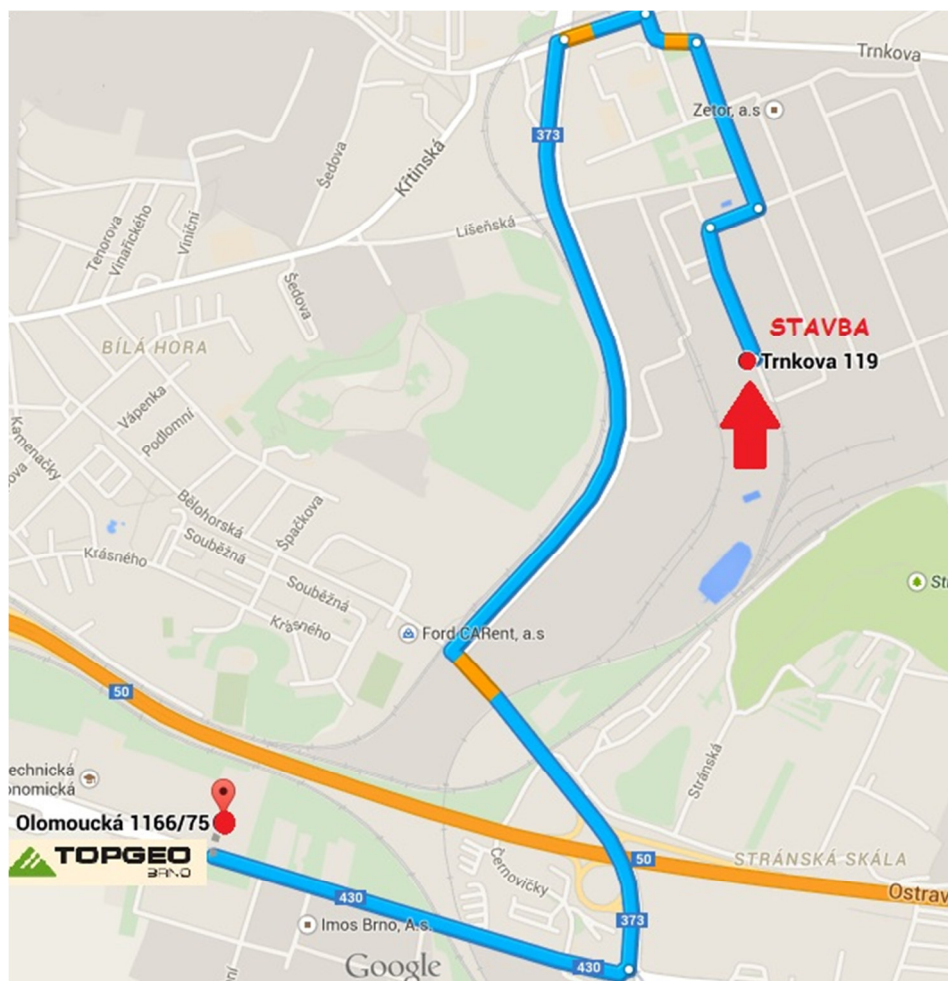 Trnkova
Zetor, a.s
373
Křtinská
Šedova
Líšeňská
Tenorova
Vinařického
Viniční
Šedova
STAVBA
BÍLÁ HORA
Trnkova 119
Vápenka
Podlomní
Kamenačky
Bělohorská
Špačkova
Souběžná
Krásného
Souběžná
Krásného
Ford CARent, a.s
50
Stránská
echnická
onomická
Olomoucká 1166/75
TOPGEO
BRNO
Černovičky
50
STRÁNSKÁ SKÁLA
Ostrav
430
373
Imos Brno, A.s.
Google
430